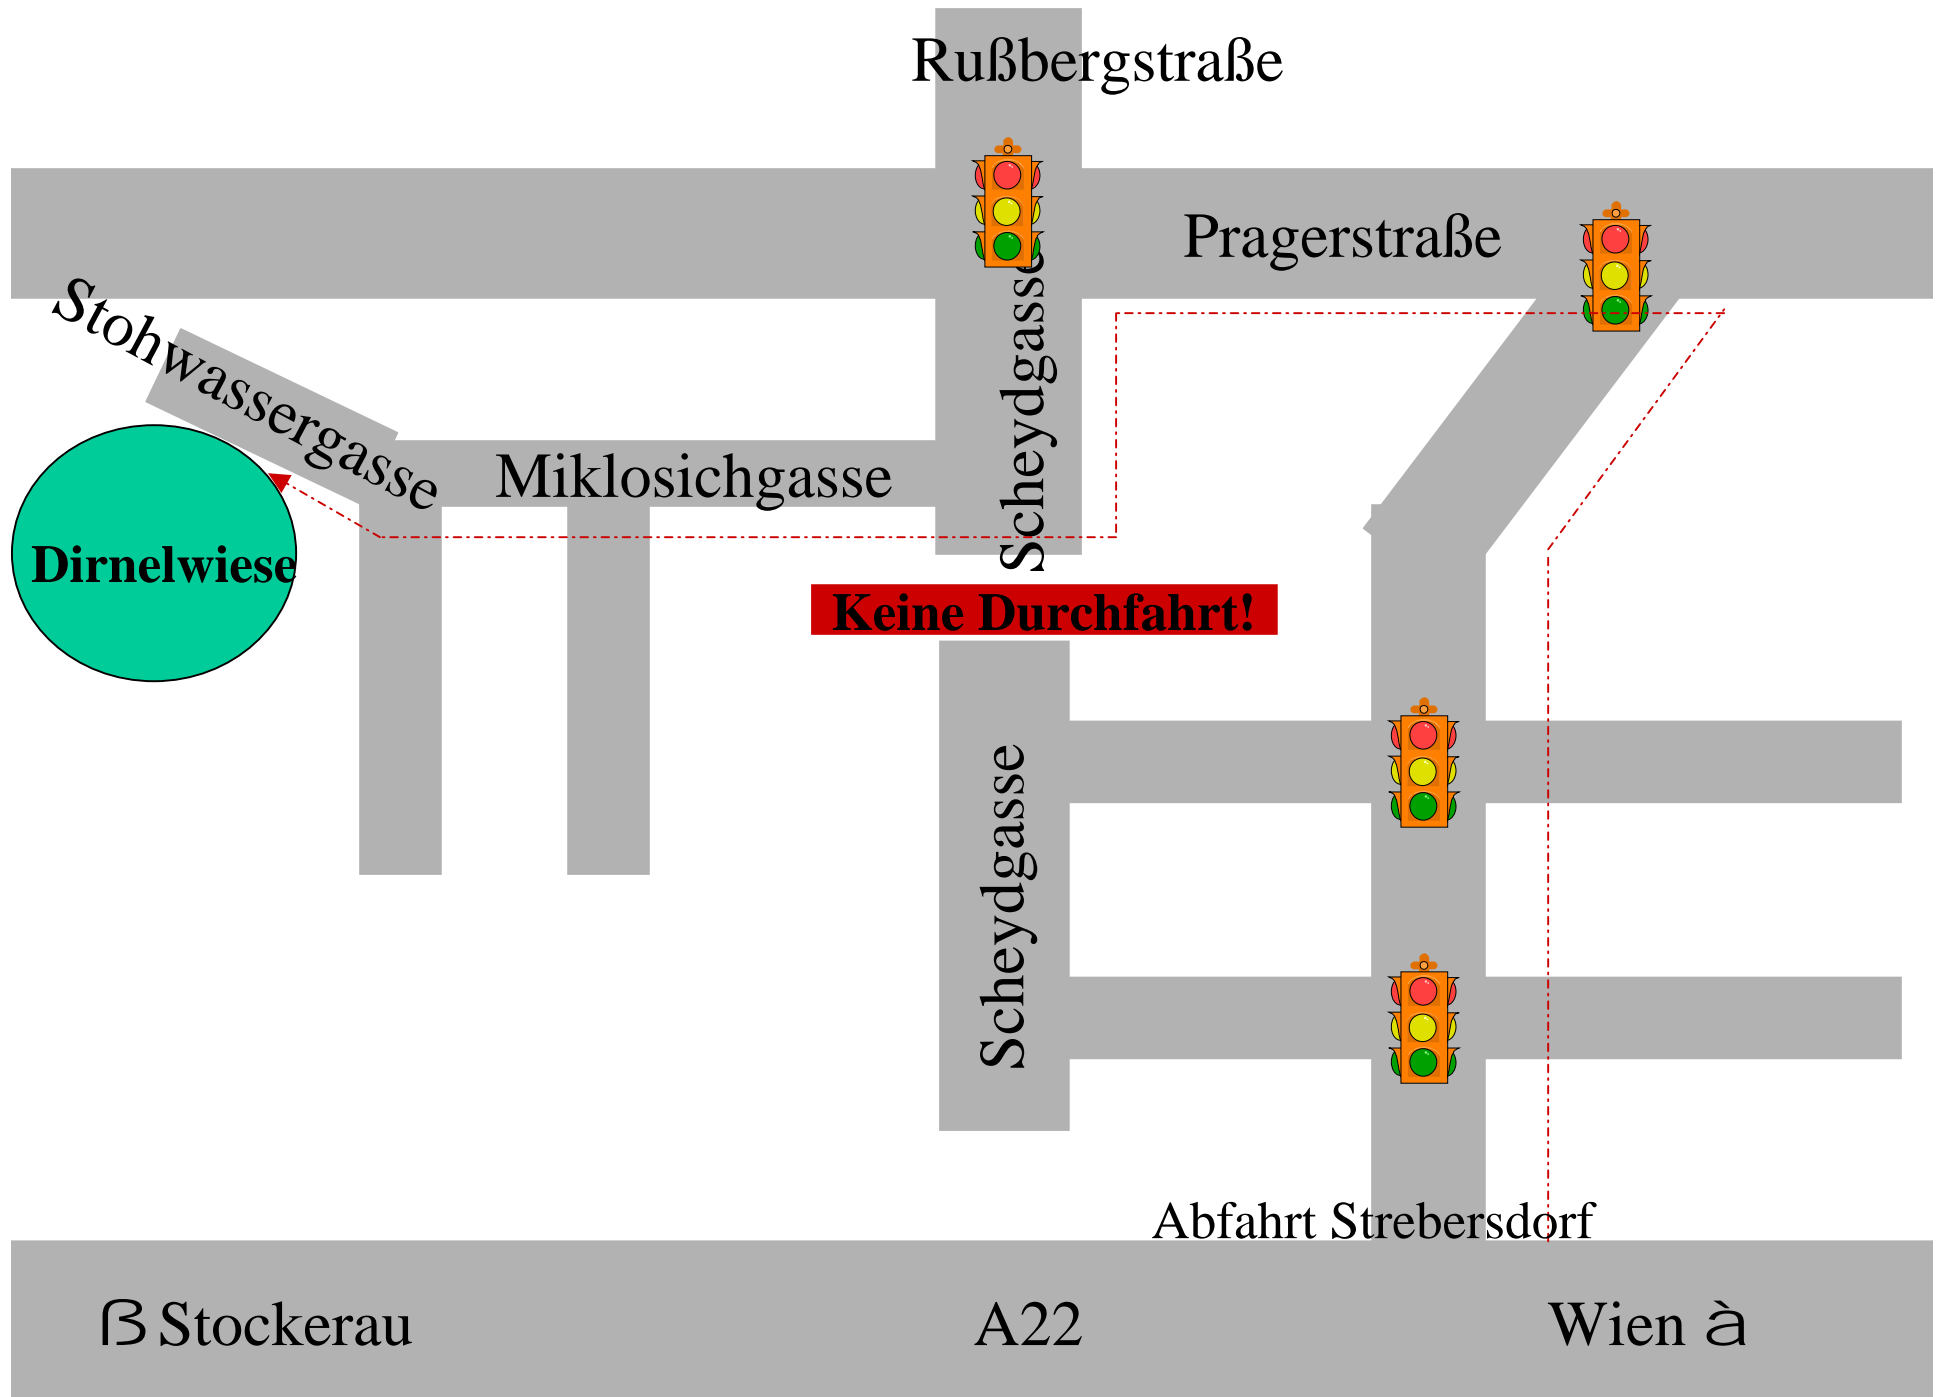 Rußbergstraße
Pragerstraße
Stohwassergasse
Scheydgasse
Miklosichgasse
Dirnelwiese
Keine Durchfahrt!
Scheydgasse
Abfahrt Strebersdorf
ß Stockerau
A22
Wien à